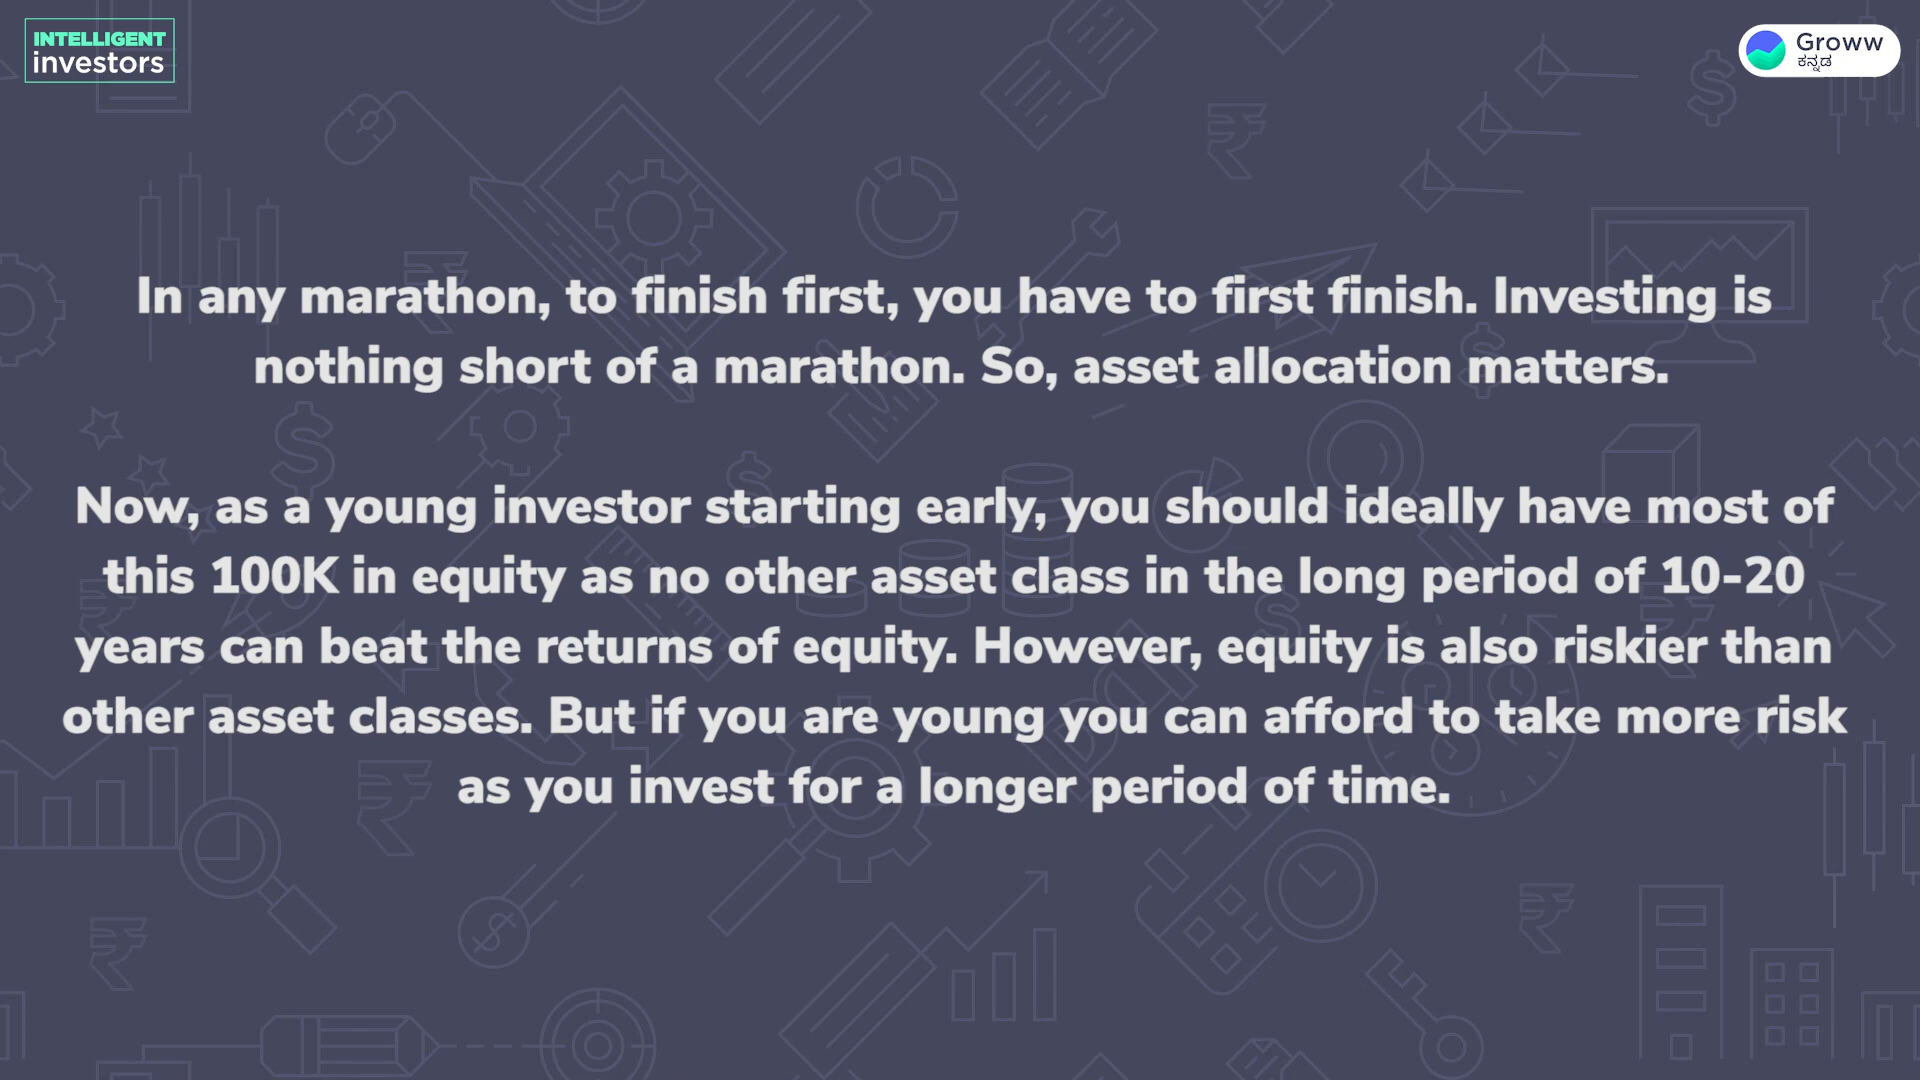 INTELLIGENT
investors
Groww
ಕನ್ನಡ
In any marathon, to finish first, you have to first finish. Investing is
nothing short of a marathon. So, asset allocation matters.
Now, as a young investor starting early, you should ideally have most of
this 100K in equity as no other asset class in the long period of 10-20
years can beat the returns of equity. However, equity is also riskier than
other asset classes. But if you are young you can afford to take more risk
as you invest for a longer period of time.